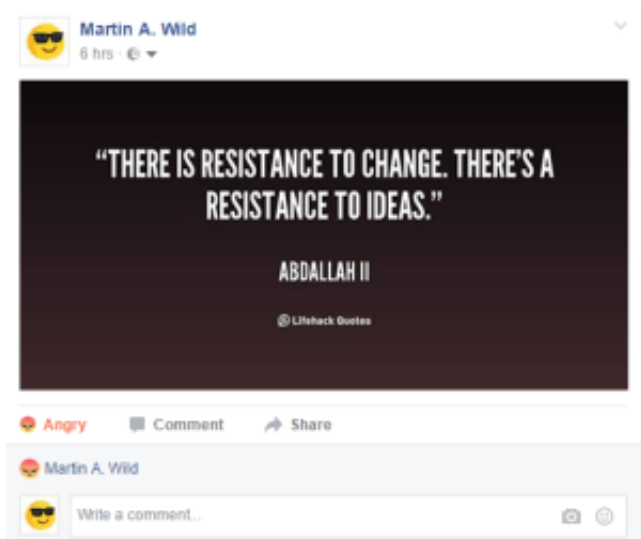 Martin A. Wild
6 hrs
“THERE IS RESISTANCE TO CHANGE. THERE'S A
RESISTANCE TO IDEAS.”
ABDALLAH II
Lifehack Quotes
Angry Comment Share
Martin A. Wild
Write a comment...